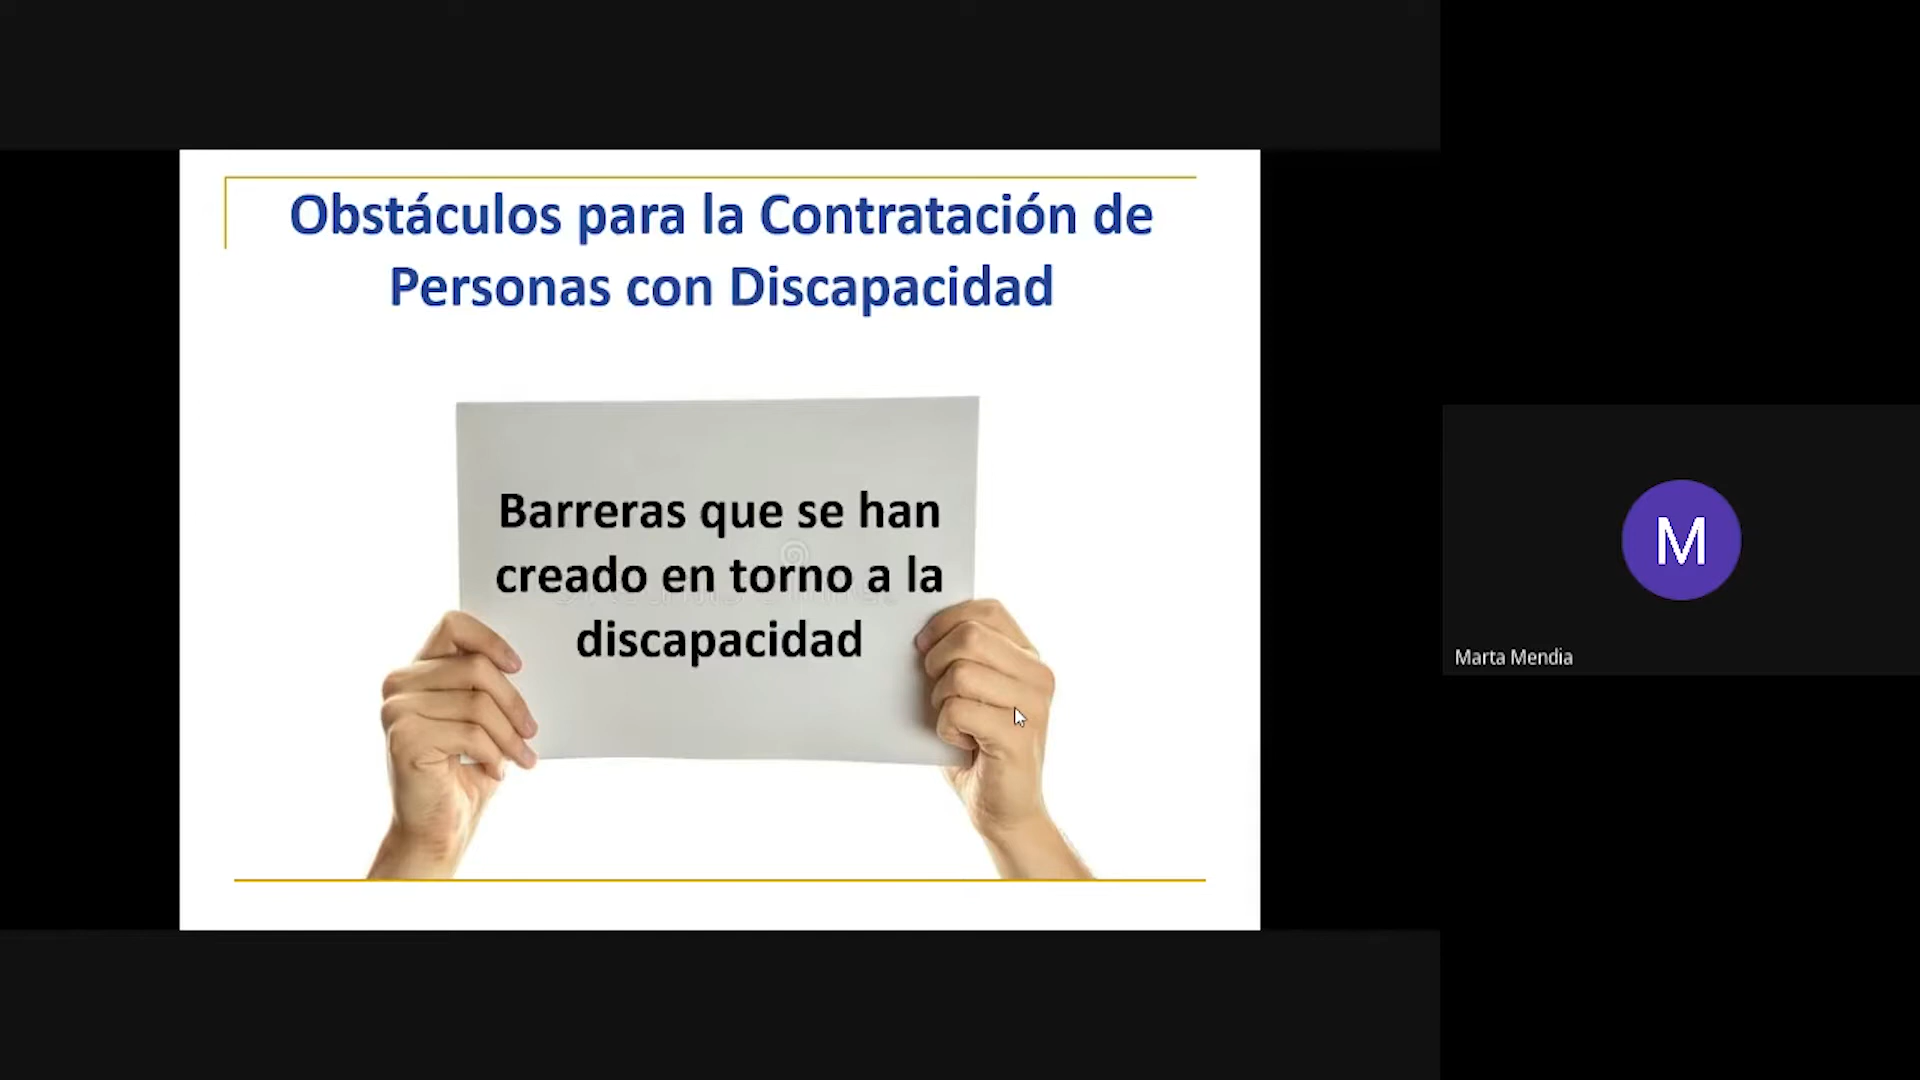 Obstáculos para la Contratación de
Personas con Discapacidad
Barreras que se han
creado en torno a la
discapacidad
M
Marta Mendia